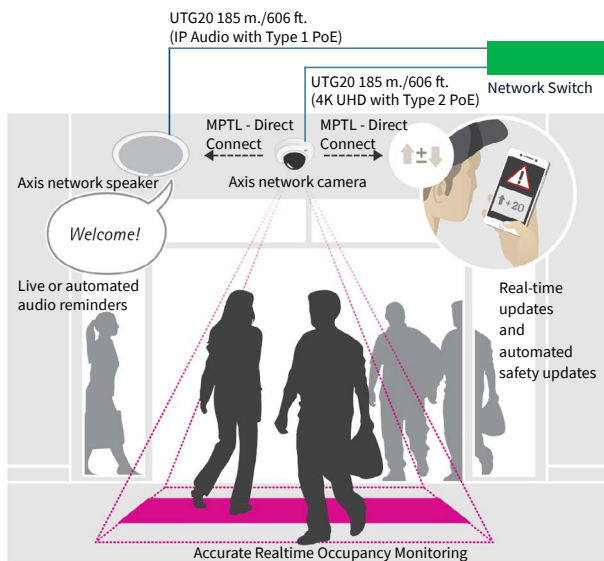 UTG20 185 m./606 ft.
(IP Audio with Type 1 PoE)
UTG20 185 m./606 ft.
(4K UHD with Type 2 PoE)
Network Switch
MPTL - Direct
Connect
MPTL - Direct
Connect
Axis network speaker
Axis network camera
±
+20
Welcome!
Live or automated
audio reminders
Real-time
updates
and
automated
safety updates
Accurate Realtime Occupancy Monitoring